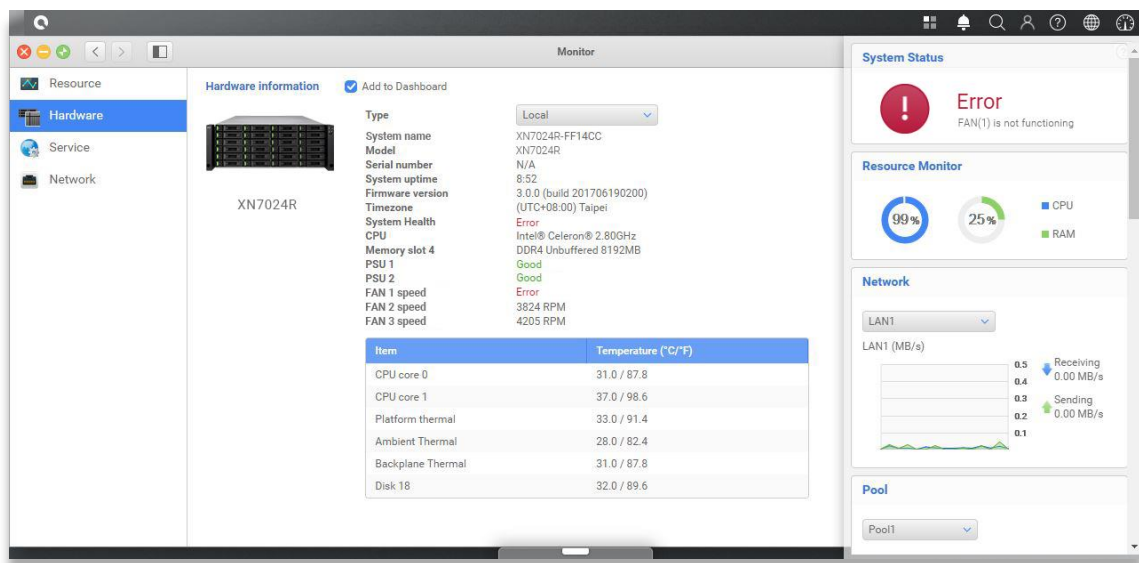 Monitor
Resource
Hardware
Service
Network
Hardware information
Add to Dashboard
XN7024R
Type Local
System name XN7024R-FF14CC
Model XN7024R
Serial number N/A
System uptime 8:52
Firmware version 3.0.0 (build 201706190200)
Timezone (UTC+08:00) Taipei
System Health Error
CPU Intel® Celeron® 2.80GHz
Memory slot 4 DDR4 Unbuffered 8192MB
PSU 1 Good
PSU 2 Good
FAN 1 speed Error
FAN 2 speed 3824 RPM
FAN 3 speed 4205 RPM
Item Temperature (°C/°F)
CPU core 0 31.0 / 87.8
CPU core 1 37.0 / 98.6
Platform thermal 33.0 / 91.4
Ambient Thermal 28.0 / 82.4
Backplane Thermal 31.0 / 87.8
Disk 18 32.0 / 89.6
System Status
Error
FAN(1) is not functioning
Resource Monitor
99%
25%
CPU
RAM
Network
LAN1
LAN1 (MB/s)
0.5
0.4
0.3
0.2
0.1
Receiving
0.00 MB/s
Sending
0.00 MB/s
Pool
Pool1